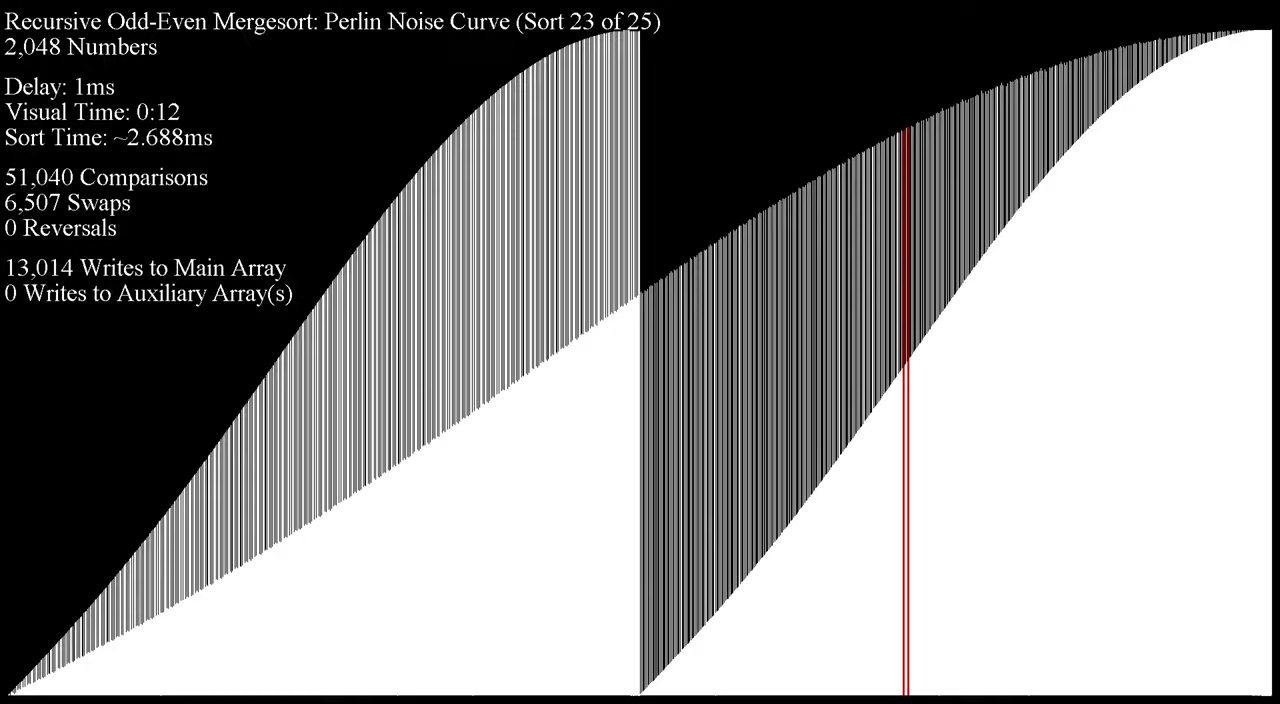 Recursive Odd-Even Mergesort: Perlin Noise Curve (Sort 23 of 25)
2,048 Numbers
Delay: 1ms
Visual Time: 0:12
Sort Time: ~2.688ms
51,040 Comparisons
6,507 Swaps
0 Reversals
13,014 Writes to Main Array
0 Writes to Auxiliary Array(s)